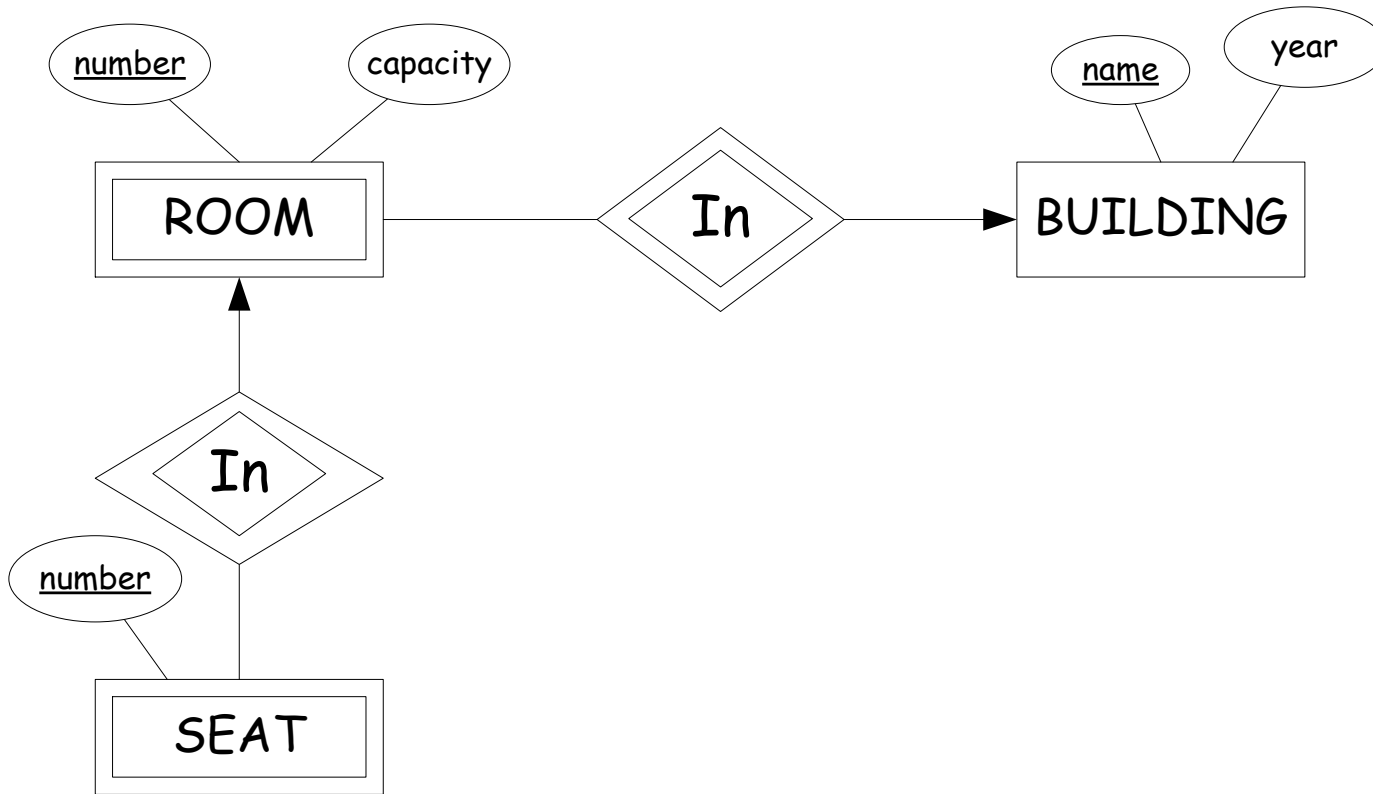 number
capacity
name
year
ROOM
In
BUILDING
In
number
SEAT